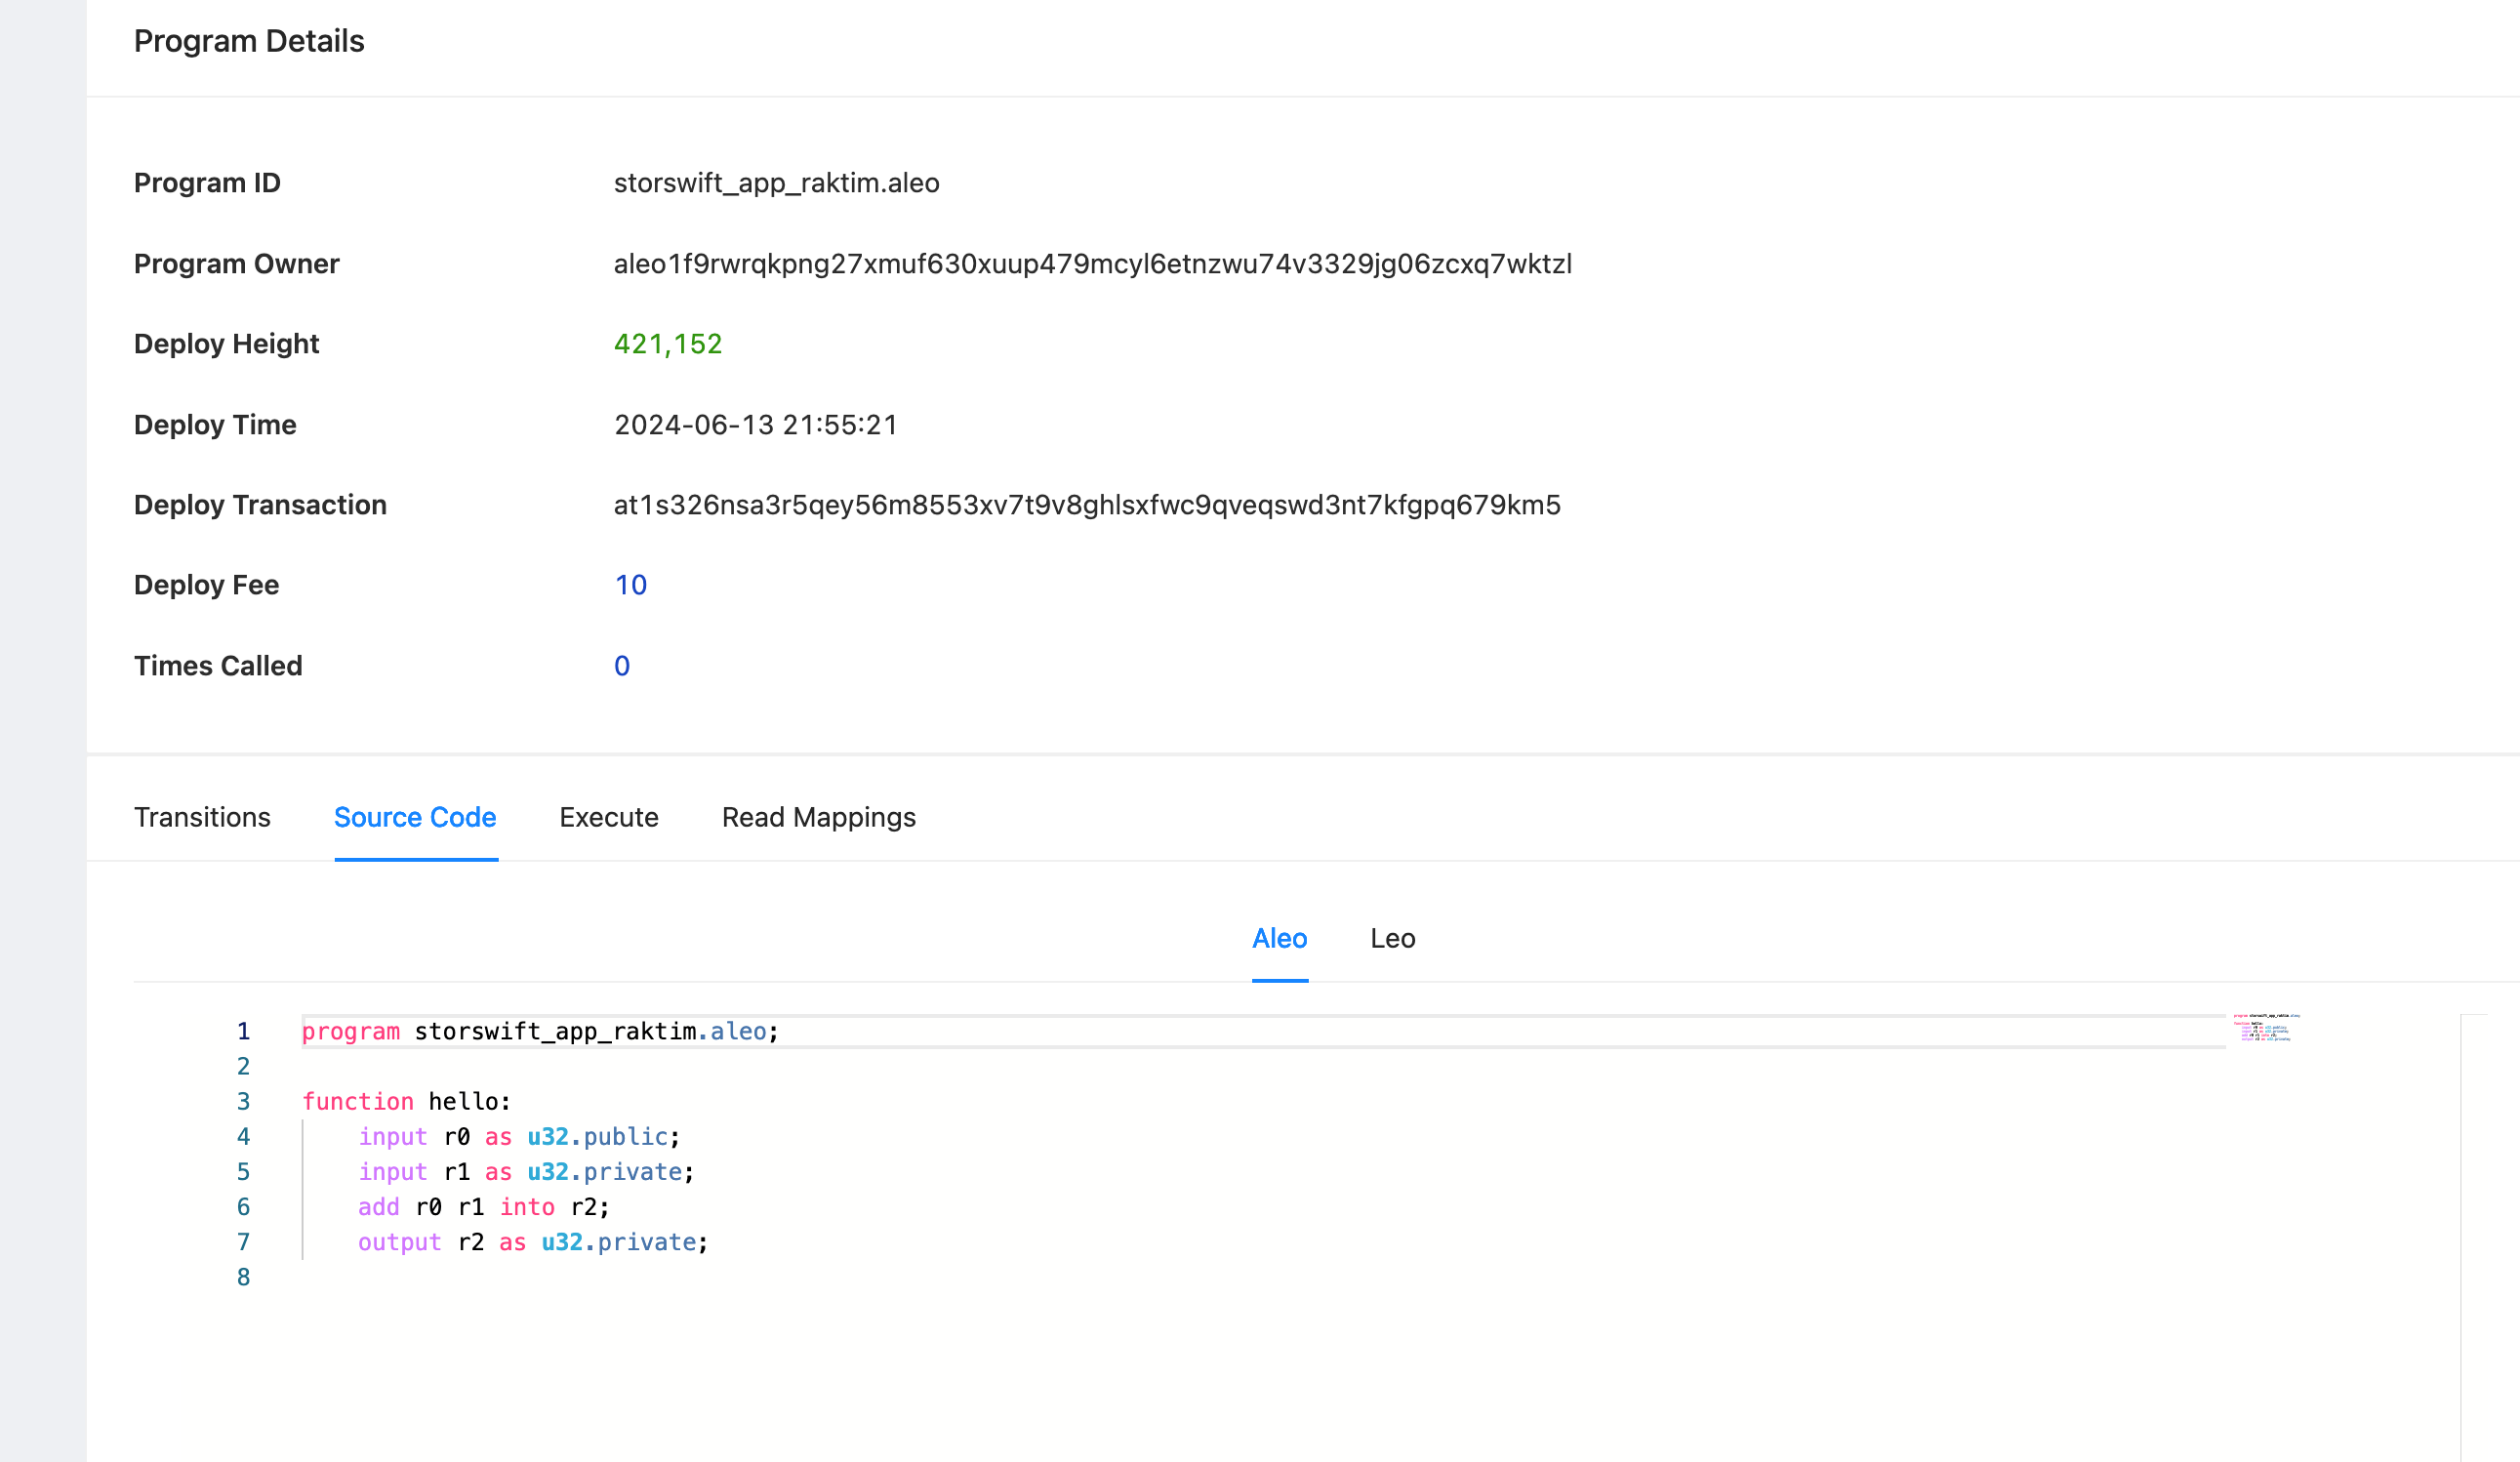 Program Details
Program ID storswift_app_raktim.aleo
Program Owner aleo1f9rwrqkpng27xmuf630xuup479mcyl6etnzwu74v3329jg06zcxq7wktzl
Deploy Height 421,152
Deploy Time 2024-06-13 21:55:21
Deploy Transaction at1s326nsa3r5qey56m8553xv7t9v8ghlsxfwc9qveqswd3nt7kfgpq679km5
Deploy Fee 10
Times Called 0
Transitions Source Code Execute Read Mappings
Aleo Leo
1 program storswift_app_raktim.aleo;
2
3 function hello:
4     input r0 as u32.public;
5     input r1 as u32.private;
6     add r0 r1 into r2;
7     output r2 as u32.private;
8